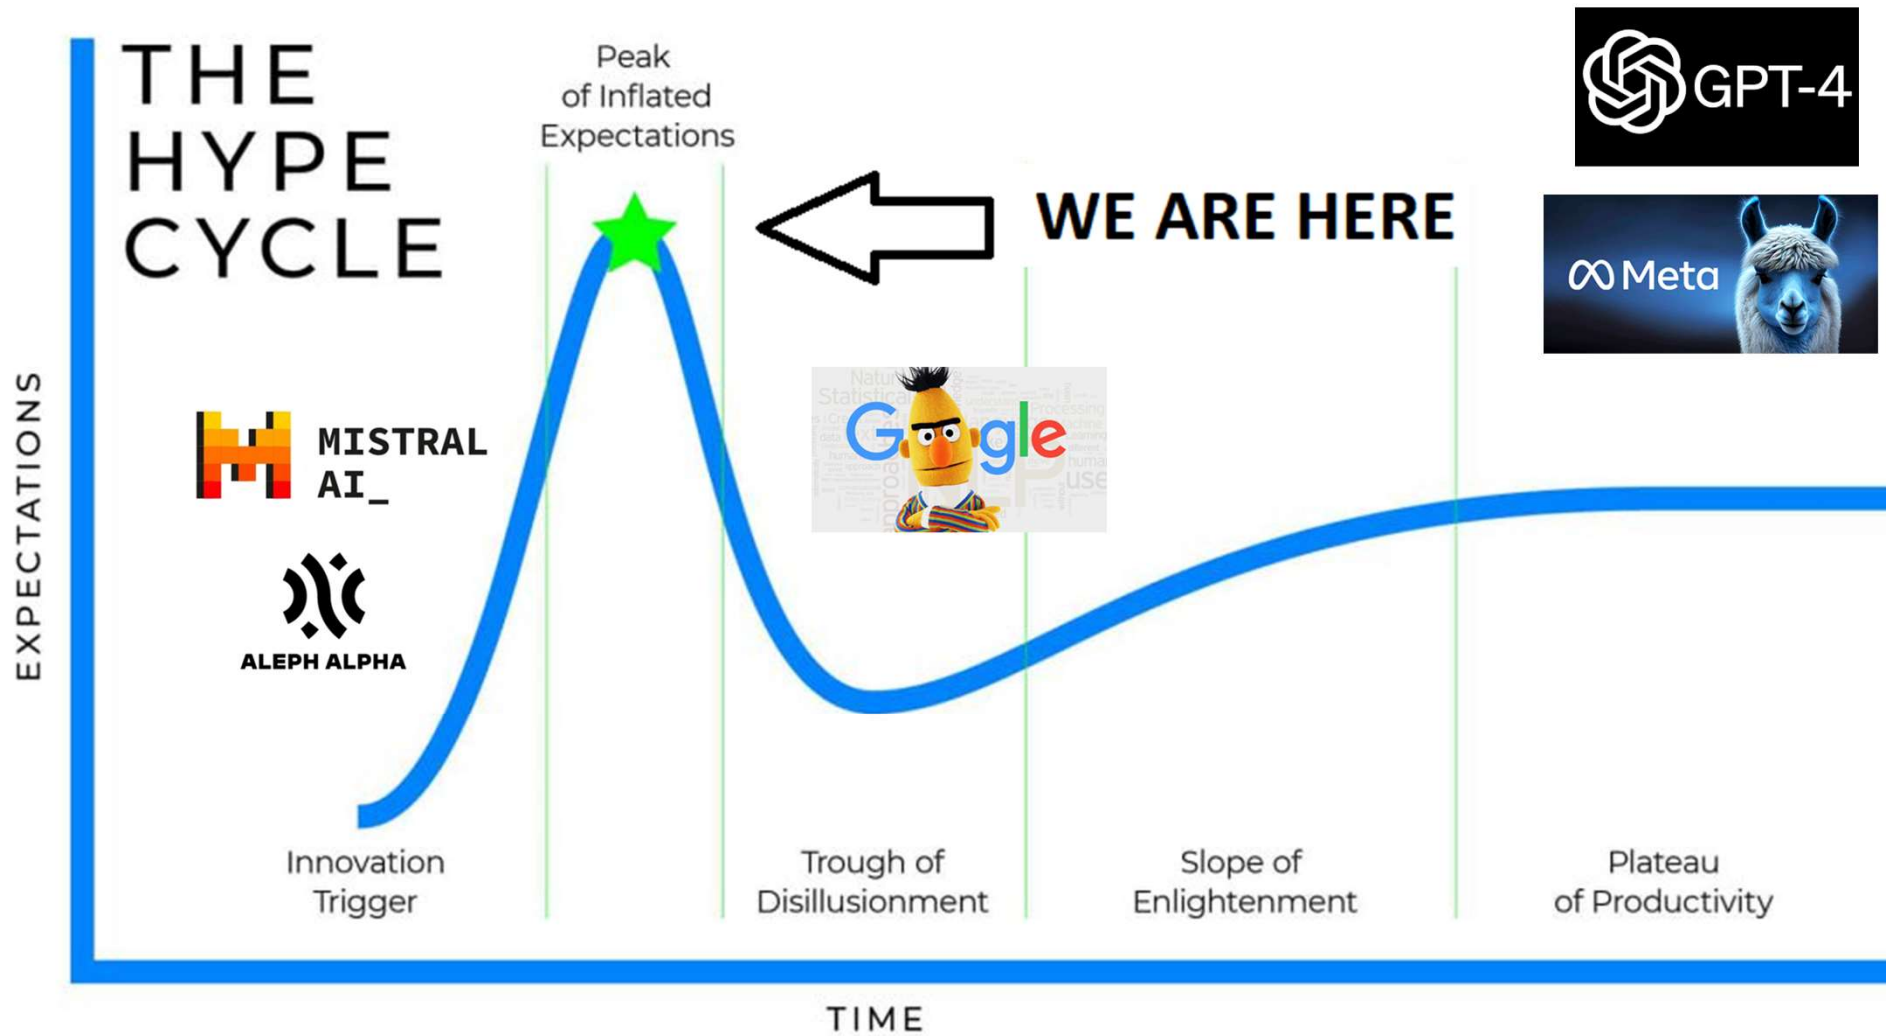 THE
HYPE
CYCLE
Peak
of Inflated
Expectations
WE ARE HERE
GPT-4
Meta
Google
MISTRAL
AI_
ALEPH ALPHA
EXPECTATIONS
Innovation
Trigger
Trough of
Disillusionment
Slope of
Enlightenment
Plateau
of Productivity
TIME